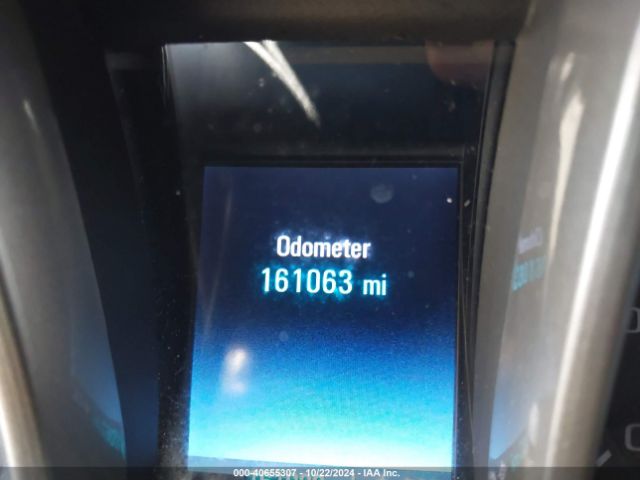 Odometer
161063 mi
000-40655307 - 10/22/2024 - IAA Inc.